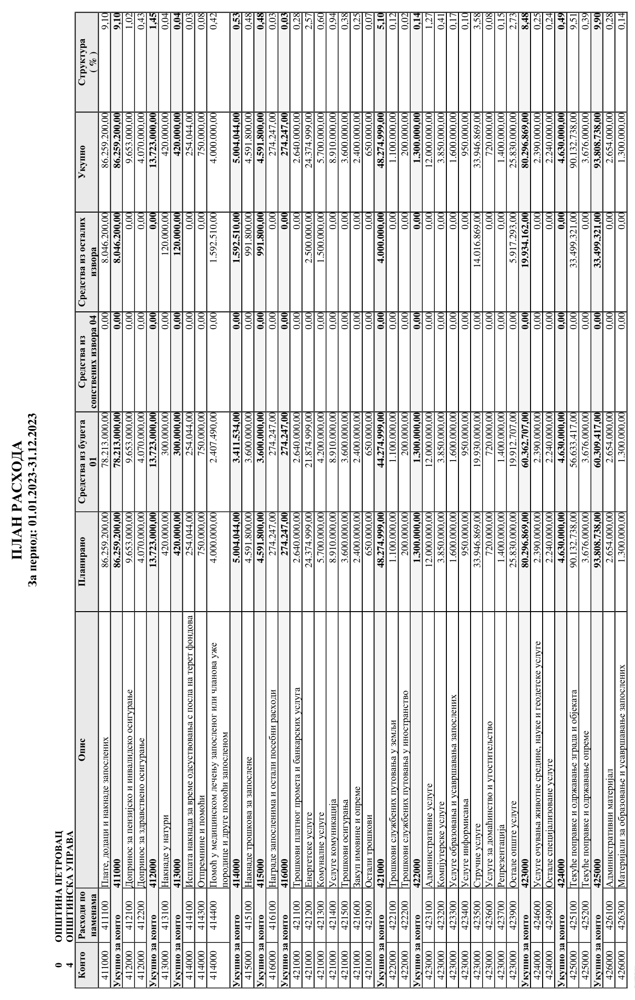 ПЛАН РАСХОДА
За период: 01.01.2023-31.12.2023
0 ОПШТИНА ПЕТРОВАЦ
4 ОПШТИНСКА УПРАВА
Конто Расходи по наменама Опис Планирано Средства из буџета 01 Средства из сопствених извора 04 Средства из осталих извора Укупно Структура ( % )
411000 411100 Плате, додаци и накнаде запослених 86.259.200,00 78.213.000,00 0,00 8.046.200,00 86.259.200,00 9,10
Укупно за конто 411000 86.259.200,00 78.213.000,00 0,00 8.046.200,00 86.259.200,00 9,10
412000 412100 Допринос за пензијско и инвалидско осигурање 9.653.000,00 9.653.000,00 0,00 0,00 9.653.000,00 1,02
412000 412200 Допринос за здравствено осигурање 4.070.000,00 4.070.000,00 0,00 0,00 4.070.000,00 0,43
Укупно за конто 412000 13.723.000,00 13.723.000,00 0,00 0,00 13.723.000,00 1,45
413000 413100 Накнаде у натури 420.000,00 300.000,00 0,00 120.000,00 420.000,00 0,04
Укупно за конто 413000 420.000,00 300.000,00 0,00 120.000,00 420.000,00 0,04
414000 414100 Исплата накнада за време одсуствовања с посла на терет фондова 254.044,00 254.044,00 0,00 0,00 254.044,00 0,03
414000 414300 Отпремнине и помоћи 750.000,00 750.000,00 0,00 0,00 750.000,00 0,08
414000 414400 Помоћ у медицинском лечењу запосленог или чланова уже 4.000.000,00 2.407.490,00 0,00 1.592.510,00 4.000.000,00 0,42
породице и друге помоћи запосленом
Укупно за конто 414000 5.004.044,00 3.411.534,00 0,00 1.592.510,00 5.004.044,00 0,53
415000 415100 Накнаде трошкова за запослене 4.591.800,00 3.600.000,00 0,00 991.800,00 4.591.800,00 0,48
Укупно за конто 415000 4.591.800,00 3.600.000,00 0,00 991.800,00 4.591.800,00 0,48
416000 416100 Награде запосленима и остали посебни расходи 274.247,00 274.247,00 0,00 0,00 274.247,00 0,03
Укупно за конто 416000 274.247,00 274.247,00 0,00 0,00 274.247,00 0,03
421000 421100 Трошкови платног промета и банкарских услуга 2.640.000,00 2.640.000,00 0,00 0,00 2.640.000,00 0,28
421000 421200 Енергетске услуге 24.374.999,00 21.874.999,00 0,00 2.500.000,00 24.374.999,00 2,57
421000 421300 Комуналне услуге 5.700.000,00 4.200.000,00 0,00 1.500.000,00 5.700.000,00 0,60
421000 421400 Услуге комуникација 8.910.000,00 8.910.000,00 0,00 0,00 8.910.000,00 0,94
421000 421500 Трошкови осигурања 3.600.000,00 3.600.000,00 0,00 0,00 3.600.000,00 0,38
421000 421600 Закуп имовине и опреме 2.400.000,00 2.400.000,00 0,00 0,00 2.400.000,00 0,25
421000 421900 Остали трошкови 650.000,00 650.000,00 0,00 0,00 650.000,00 0,07
Укупно за конто 421000 48.274.999,00 44.274.999,00 0,00 4.000.000,00 48.274.999,00 5,10
422000 422100 Трошкови службених путовања у земљи 1.100.000,00 1.100.000,00 0,00 0,00 1.100.000,00 0,12
422000 422200 Трошкови службених путовања у иностранство 200.000,00 200.000,00 0,00 0,00 200.000,00 0,02
Укупно за конто 422000 1.300.000,00 1.300.000,00 0,00 0,00 1.300.000,00 0,14
423000 423100 Административне услуге 12.000.000,00 12.000.000,00 0,00 0,00 12.000.000,00 1,27
423000 423200 Компјутерске услуге 3.850.000,00 3.850.000,00 0,00 0,00 3.850.000,00 0,41
423000 423300 Услуге образовања и усавршавања запослених 1.600.000,00 1.600.000,00 0,00 0,00 1.600.000,00 0,17
423000 423400 Услуге информисања 950.000,00 950.000,00 0,00 0,00 950.000,00 0,10
423000 423500 Стручне услуге 33.946.869,00 19.930.000,00 0,00 14.016.869,00 33.946.869,00 3,58
423000 423600 Услуге за домаћинство и угоститељство 720.000,00 720.000,00 0,00 0,00 720.000,00 0,08
423000 423700 Репрезентација 1.400.000,00 1.400.000,00 0,00 0,00 1.400.000,00 0,15
423000 423900 Остале опште услуге 25.830.000,00 19.912.707,00 0,00 5.917.293,00 25.830.000,00 2,73
Укупно за конто 423000 80.296.869,00 60.362.707,00 0,00 19.934.162,00 80.296.869,00 8,48
424000 424600 Услуге очувања животне средине, науке и геодетске услуге 2.390.000,00 2.390.000,00 0,00 0,00 2.390.000,00 0,25
424000 424900 Остале специјализоване услуге 2.240.000,00 2.240.000,00 0,00 0,00 2.240.000,00 0,24
Укупно за конто 424000 4.630.000,00 4.630.000,00 0,00 0,00 4.630.000,00 0,49
425000 425100 Текуће поправке и одржавање зграда и објеката 90.132.738,00 56.633.417,00 0,00 33.499.321,00 90.132.738,00 9,51
425000 425200 Текуће поправке и одржавање опреме 3.676.000,00 3.676.000,00 0,00 0,00 3.676.000,00 0,39
Укупно за конто 425000 93.808.738,00 60.309.417,00 0,00 33.499.321,00 93.808.738,00 9,90
426000 426100 Административни материјал 2.654.000,00 2.654.000,00 0,00 0,00 2.654.000,00 0,28
426000 426300 Материјали за образовање и усавршавање запослених 1.300.000,00 1.300.000,00 0,00 0,00 1.300.000,00 0,14